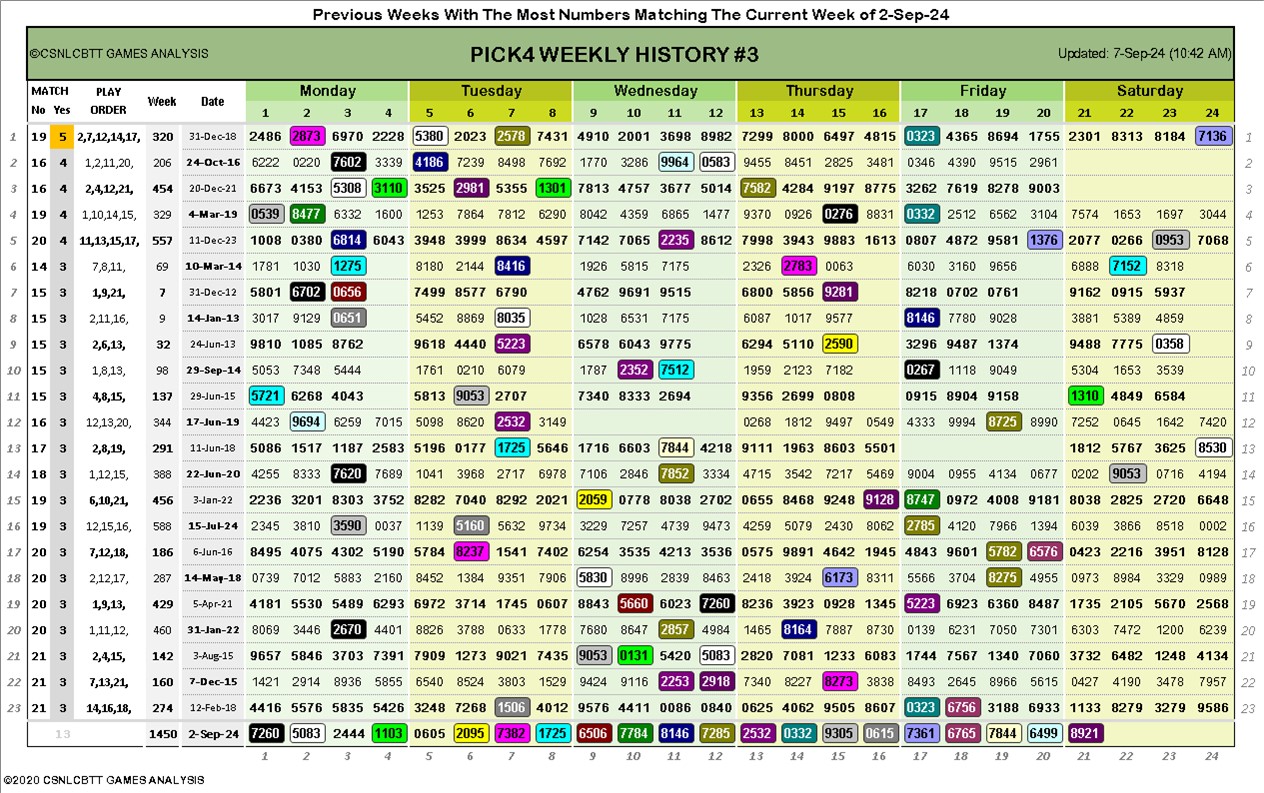 Previous Weeks With The Most Numbers Matching The Current Week of 2-Sep-24
©CSNLCBTT GAMES ANALYSIS PICK4 WEEKLY HISTORY #3 Updated: 7-Sep-24 (10:42 AM)
MATCH PLAY Week Date Monday Tuesday Wednesday Thursday Friday Saturday
No Yes ORDER 1 2 3 4 5 6 7 8 9 10 11 12 13 14 15 16 17 18 19 20 21 22 23 24
1 19 5 2,7,12,14,17, 320 31-Dec-18 2486 2873 6970 2228 5380 2023 2578 7431 4910 2001 3698 8982 7299 8000 6497 4815 0323 4365 8694 1755 2301 8313 8184 7136 1
2 16 4 1,2,11,20, 206 24-Oct-16 6222 0220 7602 3339 4186 7239 8498 7692 1770 3286 9964 0583 9455 8451 2825 3481 0346 4390 9515 2961 2
3 16 4 2,4,12,21, 454 20-Dec-21 6673 4153 5308 3110 3525 2981 5355 1301 7813 4757 3677 5014 7582 4284 9197 8775 3262 7619 8278 9003 3
4 19 4 1,10,14,15, 329 4-Mar-19 0539 8477 6332 1600 1253 7864 7812 6290 8042 4359 6865 1477 9370 0926 0276 8831 0332 2512 6562 3104 7574 1653 1697 3044 4
5 20 4 11,13,15,17, 557 11-Dec-23 1008 0380 6814 6043 3948 3999 8634 4597 7142 7065 2235 8612 7998 3943 9883 1613 0807 4872 9581 1376 2077 0266 0953 7068 5
6 14 3 7,8,11, 69 10-Mar-14 1781 1030 1275 8180 2144 8416 1926 5815 7175 2326 2783 0063 6030 3160 9656 6888 7152 8318 6
7 15 3 1,9,21, 7 31-Dec-12 5801 6702 0656 7499 8577 6790 4762 9691 9515 6800 5856 9281 8218 0702 0761 9162 0915 5937 7
8 15 3 2,11,16, 9 14-Jan-13 3017 9129 0651 5452 8869 8035 1028 6531 7175 6087 1017 9577 8146 7780 9028 3881 5389 4859 8
9 15 3 2,6,13, 32 24-Jun-13 9810 1085 8762 9618 4440 5223 6578 6043 9775 6294 5110 2590 3296 9487 1374 9488 7775 0358 9
10 15 3 1,8,13, 98 29-Sep-14 5053 7348 5444 1761 0210 6079 1787 2352 7512 1959 2123 7182 0267 1118 9049 5304 1653 3539 10
11 15 3 4,8,15, 137 29-Jun-15 5721 6268 4043 5813 9053 2707 7340 8333 2694 9356 2699 0808 0915 8904 9158 1310 4849 6584 11
12 16 3 12,13,20, 344 17-Jun-19 4423 9694 6259 7015 5098 8620 2532 3149 0268 1812 9497 0549 4333 9994 8725 8990 7252 0645 1642 7420 12
13 17 3 2,8,19, 291 11-Jun-18 5086 1517 1187 2583 5196 0177 1725 5646 1716 6603 7844 4218 9111 1963 8603 5501 1812 5767 3625 8530 13
14 18 3 1,12,15, 388 22-Jun-20 4255 8333 7620 7689 1041 3968 2717 6978 7106 2846 7852 3334 4715 3542 7217 5469 9004 0955 4134 0677 0202 9053 0716 4194 14
15 19 3 6,10,21, 456 3-Jan-22 2236 3201 8303 3752 8282 7040 8292 2021 2059 0778 8038 2702 0655 8468 9248 9128 8747 0972 4008 9181 8038 2825 2720 6648 15
16 19 3 12,15,16, 588 15-Jul-24 2345 3810 3590 0037 1139 5160 5632 9734 3229 7257 4739 9473 4259 5079 2430 8062 2785 4120 7966 1394 6039 3866 8518 0002 16
17 20 3 7,12,18, 186 6-Jun-16 8495 4075 4302 5190 5784 8237 1541 7402 6254 3535 4213 3536 0575 9891 4642 1945 4843 9601 5782 6576 0423 2216 3951 8128 17
18 20 3 2,12,17, 287 14-May-18 0739 7012 5883 2160 8452 1384 9351 7906 5830 8996 2839 8463 2418 3924 6173 8311 5566 3704 8275 4955 0973 8984 3329 0989 18
19 20 3 1,9,13, 429 5-Apr-21 4181 5530 5489 6293 6972 3714 1745 0607 8843 5660 6023 7260 8236 3923 0928 1345 5223 6923 6360 8487 1735 2105 5670 2568 19
20 20 3 1,11,12, 460 31-Jan-22 8069 3446 2670 4401 8826 3788 0633 1778 7680 8647 2857 4984 1465 8164 7887 8730 0139 6231 7050 7301 6303 7472 1200 6239 20
21 21 3 2,4,15, 142 3-Aug-15 9657 5846 3703 7391 7909 1273 9021 7435 9053 0131 5420 5083 2820 7081 1233 6083 1744 7567 1340 7060 3732 6482 1248 4134 21
22 21 3 7,13,21, 160 7-Dec-15 1421 2914 8936 5855 6540 8524 3803 1529 9424 9116 2253 2918 7340 8227 8273 3838 8493 2645 8966 5615 0427 4190 3478 7957 22
23 21 3 14,16,18, 274 12-Feb-18 4416 5576 5835 5426 3248 7268 1506 4012 9576 4411 0086 0840 0625 4062 9505 8607 0323 6756 3188 6933 1133 8279 3279 9586 23
13 1450 2-Sep-24 7260 5083 2444 1103 0605 2095 7382 1725 6506 7784 8146 7285 2532 0332 9305 0615 7361 6765 7844 6499 8921
1 2 3 4 5 6 7 8 9 10 11 12 13 14 15 16 17 18 19 20 21 22 23 24
©2020 CSNLCBTT GAMES ANALYSIS